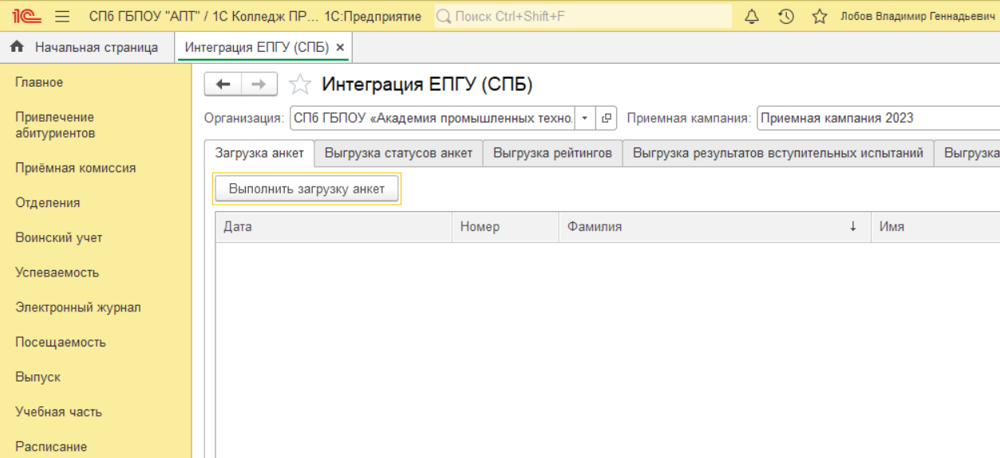 1С СПб ГБПОУ "АПТ" / 1С Колледж ПР... 1С:Предприятие Поиск Ctrl+Shift+F Лобов Владимир Геннадьевич
Начальная страница Интеграция ЕПГУ (СПБ) ×
Главное
Привлечение
абитуриентов
Приёмная комиссия
Отделения
Воинский учет
Успеваемость
Электронный журнал
Посещаемость
Выпуск
Учебная часть
Расписание
Интеграция ЕПГУ (СПБ)
Организация: СПб ГБПОУ «Академия промышленных техно. Приемная кампания: Приемная кампания 2023
Загрузка анкет Выгрузка статусов анкет Выгрузка рейтингов Выгрузка результатов вступительных испытаний Выгрузка
Выполнить загрузку анкет
Дата Номер Фамилия ↓ Имя